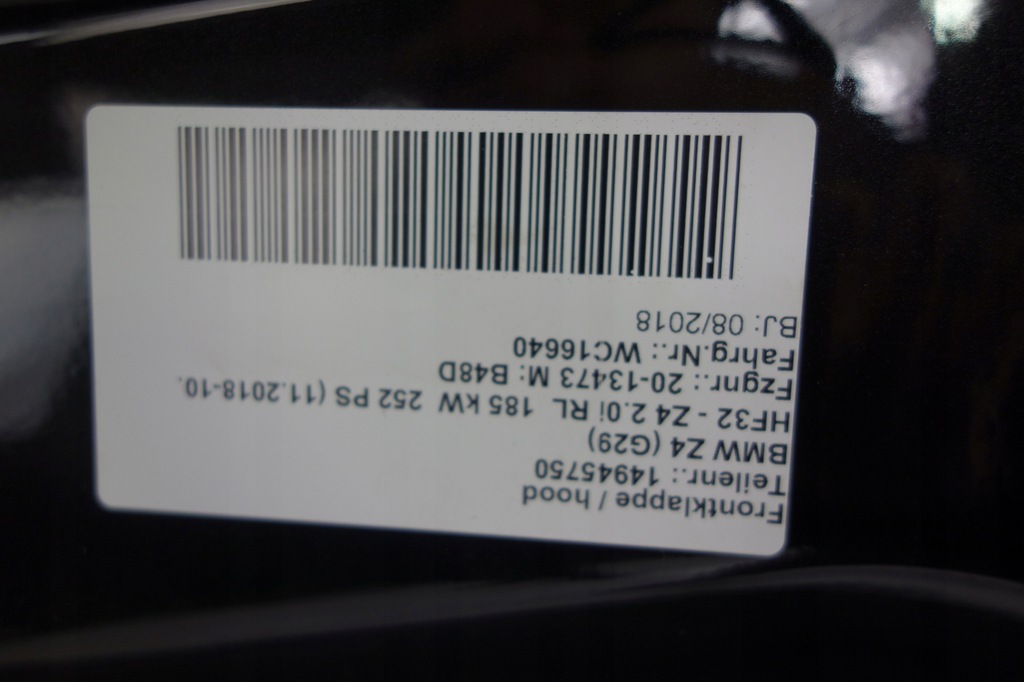 Frontklappe / hood
Teilenr.: 14945750
BMW Z4 (G29)
HF32 - Z4 2.0i RL 185 kW 252 PS (11.2018-10.
Fzgnr.: 20-13473 M: B48D
Fahrg.Nr.: WC16640
BJ: 08/2018